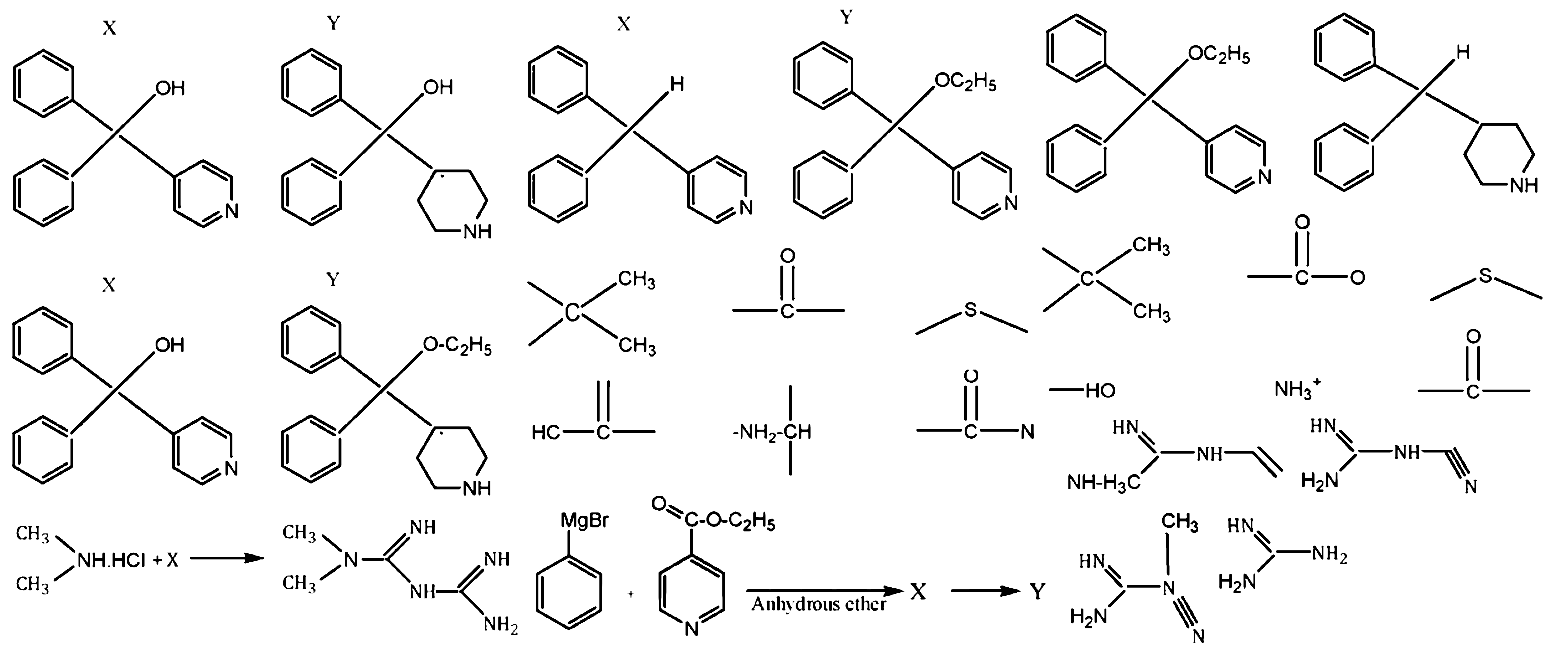 X Y X Y
OH OH H OC₂H₅ OC₂H₅ H
N NH N N N NH
X Y
OH O-C₂H₅
N NH
CH₃ C CH₃
O C
S
CH₃ C CH₃
O C O
S
HC C
-NH₂-CH
O C N
HO
NH₃⁺
O C
HN NH NH-H₃C
HN NH H₂N N
CH₃ NH.HCl + X CH₃
CH₃ N CH₃ NH NH NH NH₂
MgBr + O C-O-C₂H₅ N
Anhydrous ether
X Y
CH₃ HN N H₂N N
HN NH₂ H₂N